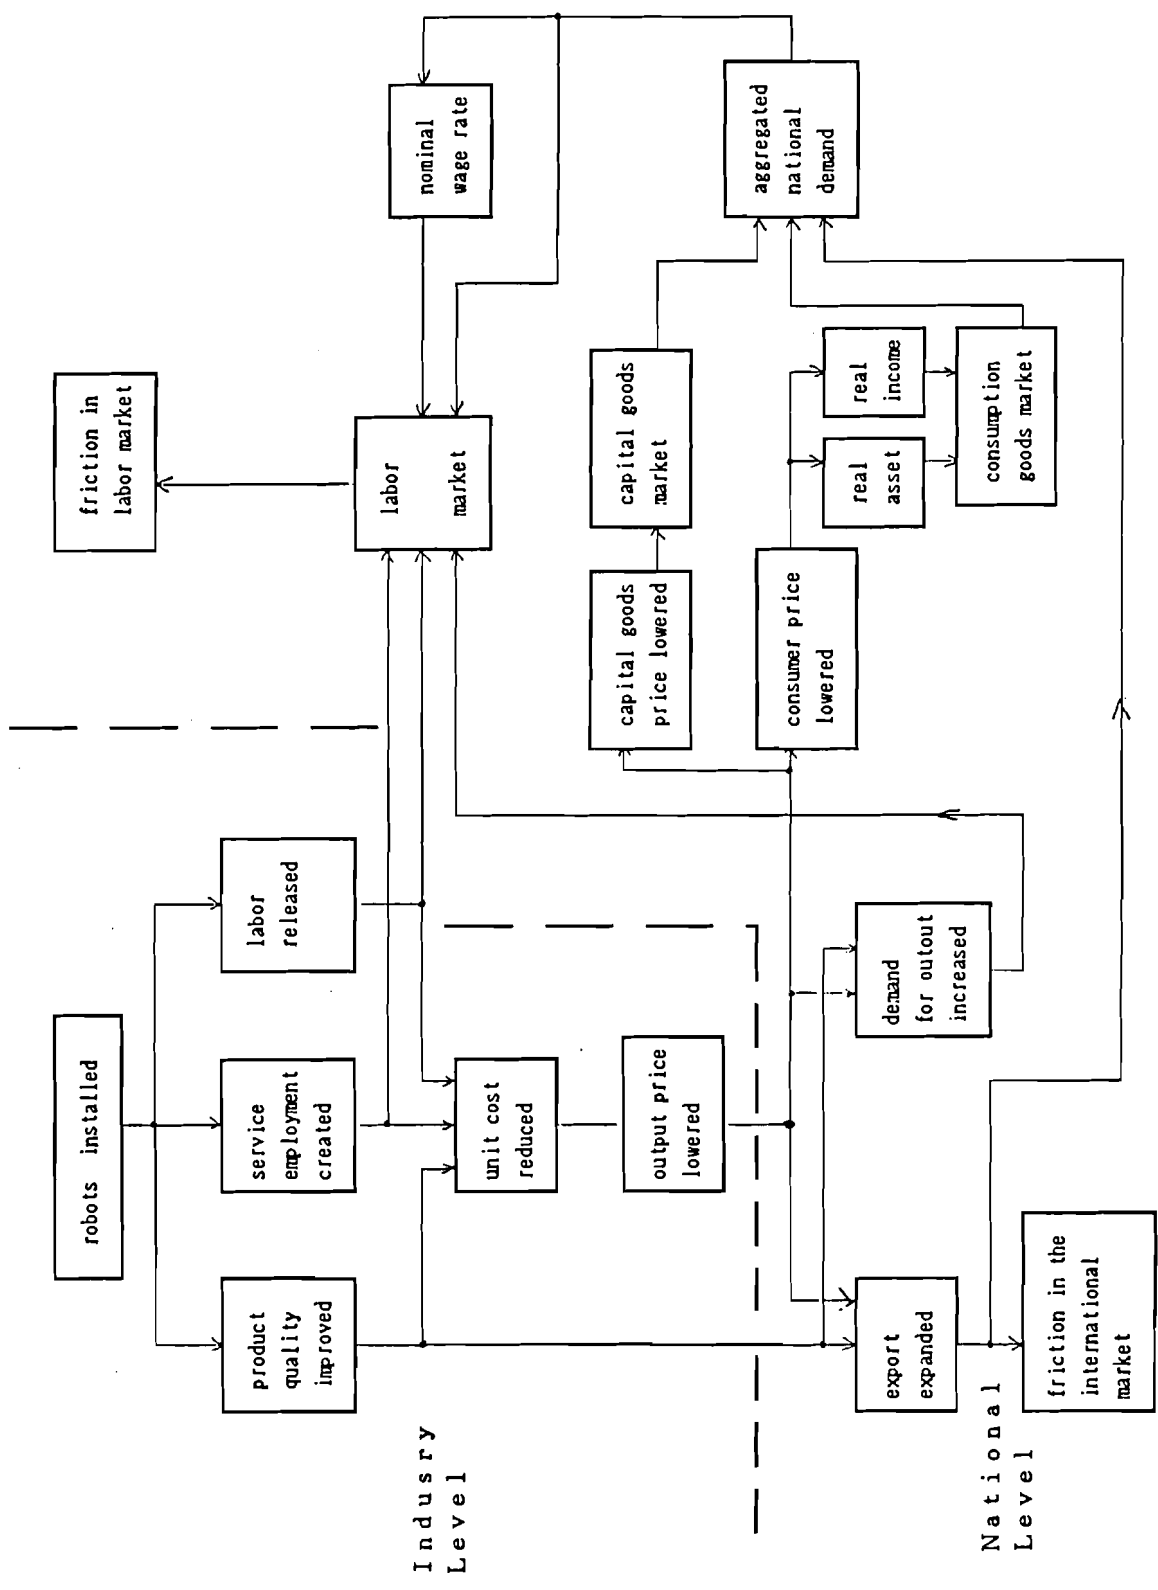 robots installed
product
quality
improved
service
employment
created
labor
released
friction in
labor market
Indusry
Level
unit cost
reduced
labor
market
nominal
wage rate
output price
lowered
capital goods
price lowered
capital goods
market
consumer price
lowered
real
asset
real
income
aggregated
national
demand
export
expanded
demand
for outout
increased
consumption
goods market
National
Level
friction in the
international
market